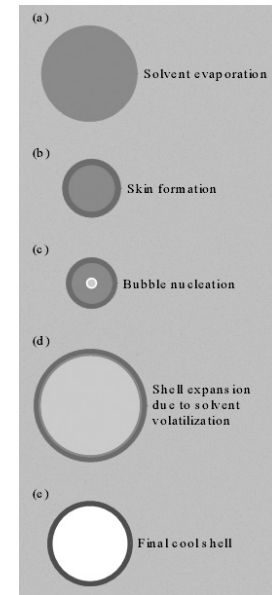 (a)
Solvent evaporation
(b)
Skin formation
(c)
Bubble nucleation
(d)
Shell expansion
due to solvent
volatilization
(e)
Final cool shell